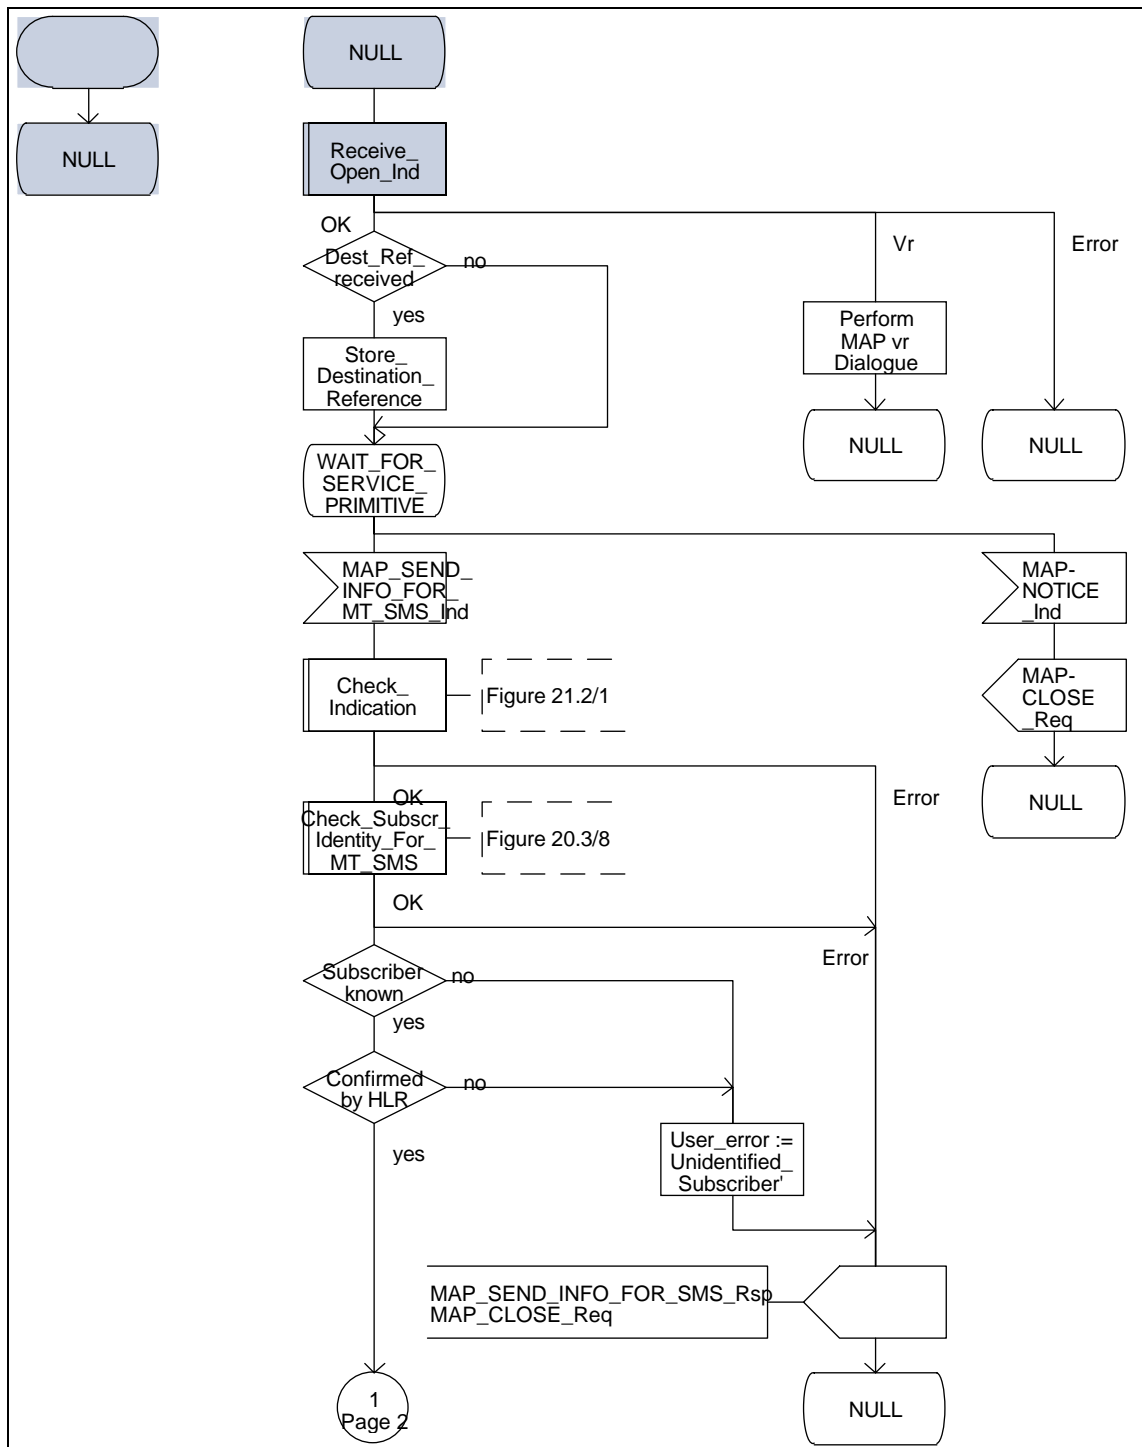 NULL
NULL
Receive_
Open_Ind
OK
Vr
Error
Dest_Ref_
received
no
yes
Store_
Destination_
Reference
Perform
MAP vr
Dialogue
NULL
NULL
WAIT_FOR_
SERVICE_
PRIMITIVE
MAP_SEND_
INFO_FOR_
MT_SMS_Ind
MAP-
NOTICE
_Ind
Check_
Indication
Figure 21.2/1
MAP-
CLOSE
_Req
OK
Error
NULL
Check_Subscr_
Identity_For_
MT_SMS
Figure 20.3/8
OK
Error
Subscriber
known
no
yes
Confirmed
by HLR
no
yes
User_error :=
Unidentified_
Subscriber'
MAP_SEND_INFO_FOR_SMS_Rsp
MAP_CLOSE_Req
1
Page 2
NULL